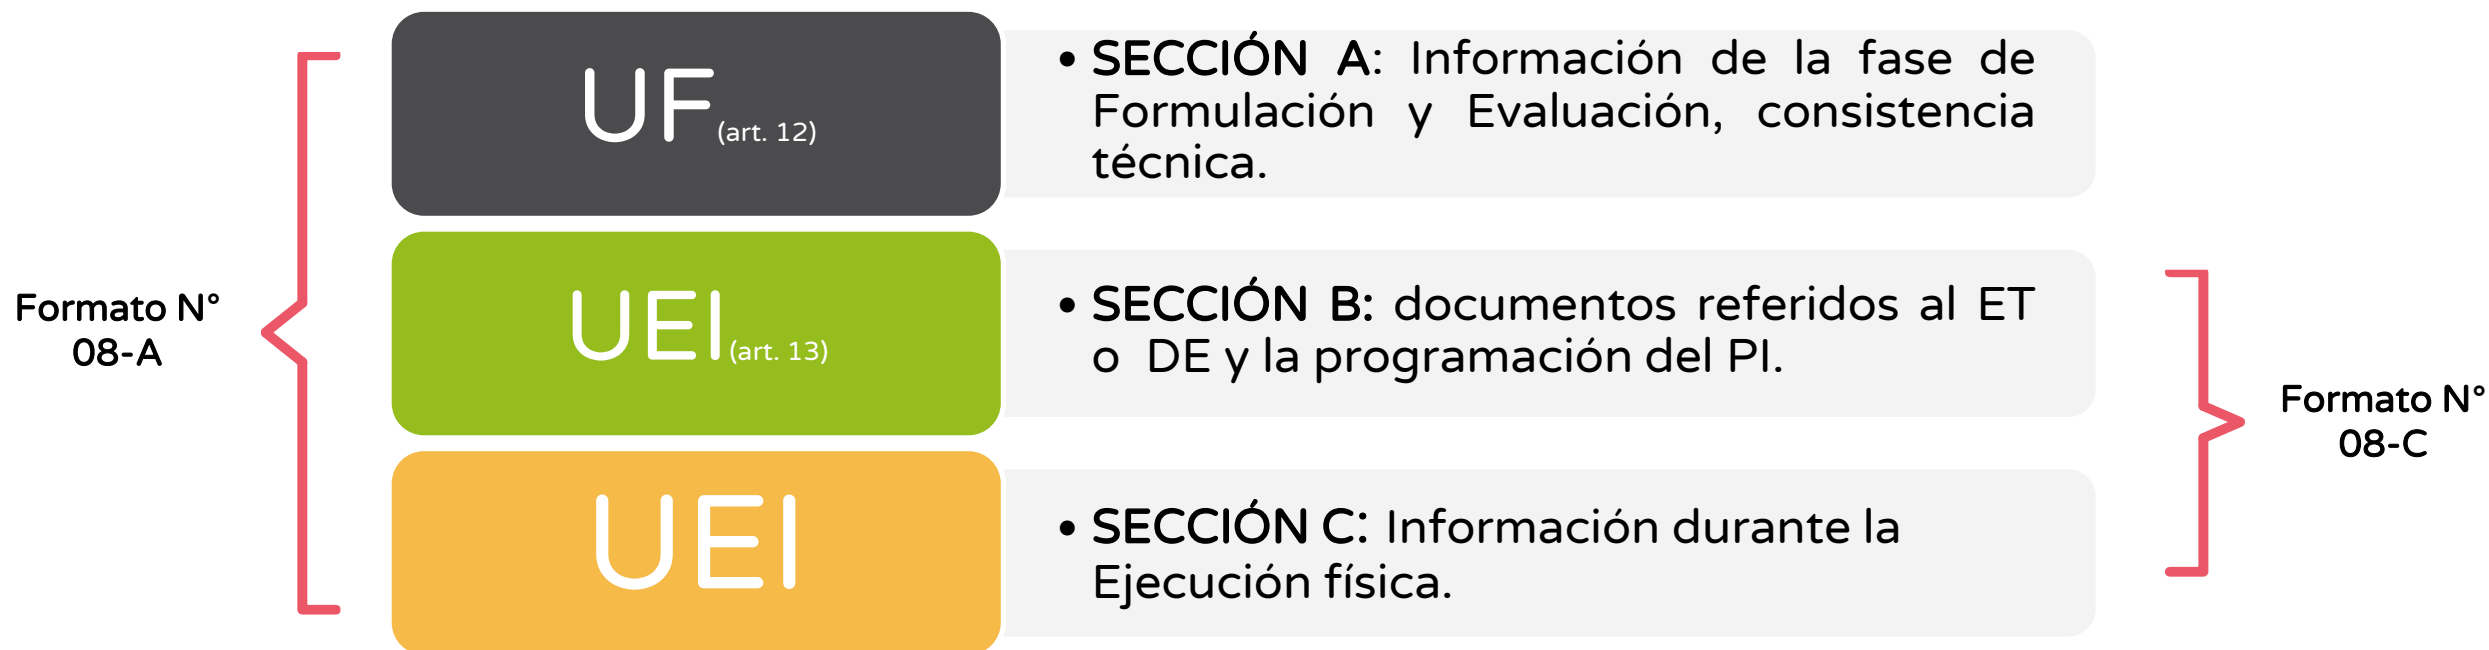 Formato N°
08-A
UF(art. 12)
• SECCIÓN A: Información de la fase de
Formulación y Evaluación, consistencia
técnica.
UEI(art. 13)
• SECCIÓN B: documentos referidos al ET
o DE y la programación del PI.
UEI
• SECCIÓN C: Información durante la
Ejecución física.
Formato N°
08-C